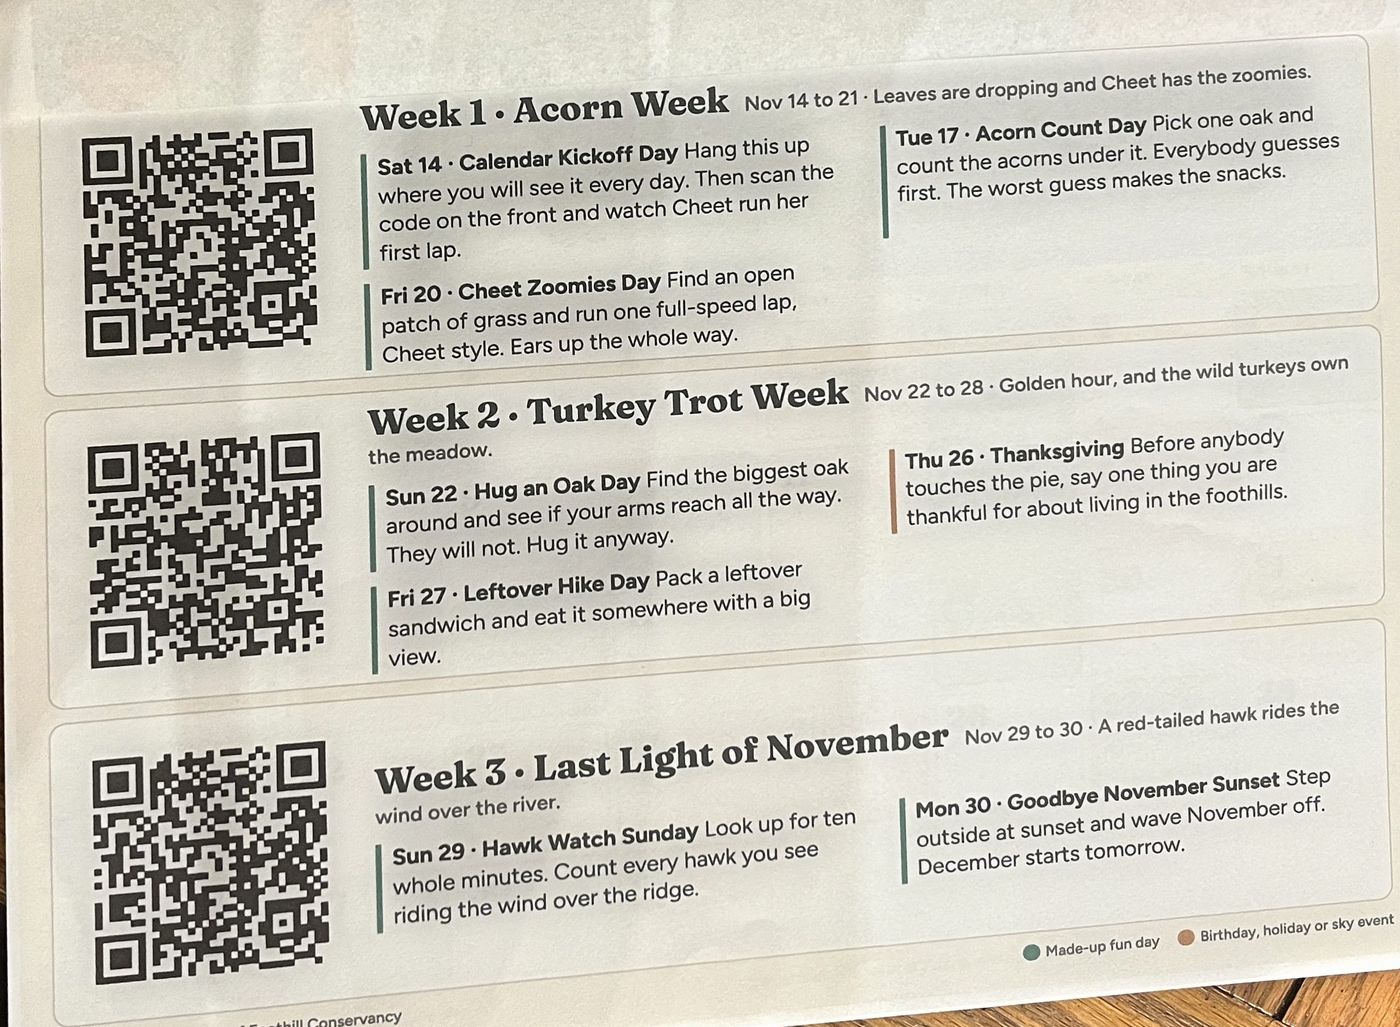 Week 1 · Acorn Week Nov 14 to 21 · Leaves are dropping and Cheet has the zoomies.
Sat 14 · Calendar Kickoff Day Hang this up
where you will see it every day. Then scan the
code on the front and watch Cheet run her
first lap.
Fri 20 · Cheet Zoomies Day Find an open
patch of grass and run one full-speed lap,
Cheet style. Ears up the whole way.
Tue 17 · Acorn Count Day Pick one oak and
count the acorns under it. Everybody guesses
first. The worst guess makes the snacks.
Week 2 · Turkey Trot Week Nov 22 to 28 · Golden hour, and the wild turkeys own
the meadow.
Sun 22 · Hug an Oak Day Find the biggest oak
around and see if your arms reach all the way.
They will not. Hug it anyway.
Fri 27 · Leftover Hike Day Pack a leftover
sandwich and eat it somewhere with a big
view.
Thu 26 · Thanksgiving Before anybody
touches the pie, say one thing you are
thankful for about living in the foothills.
Week 3 · Last Light of November Nov 29 to 30 · A red-tailed hawk rides the
wind over the river.
Sun 29 · Hawk Watch Sunday Look up for ten
whole minutes. Count every hawk you see
riding the wind over the ridge.
Mon 30 · Goodbye November Sunset Step
outside at sunset and wave November off.
December starts tomorrow.
Made-up fun day
Birthday, holiday or sky event
Conservancy